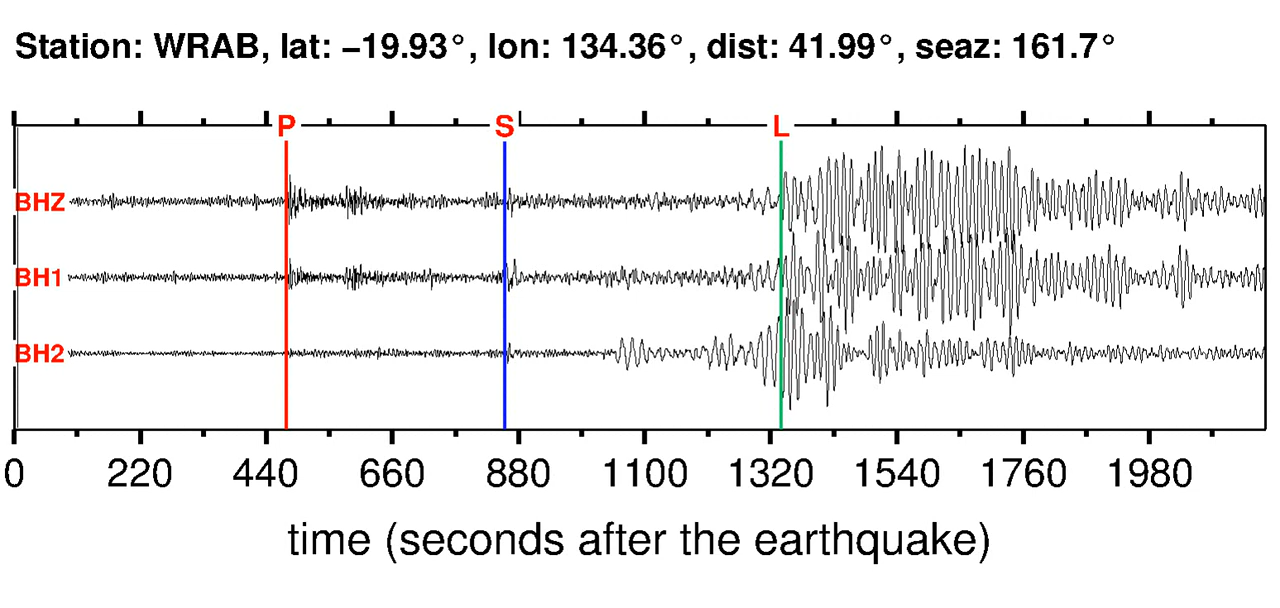 Station: WRAB, lat: −19.93°, lon: 134.36°, dist: 41.99°, seaz: 161.7°
P S L
BHZ
BH1
BH2
0 220 440 660 880 1100 1320 1540 1760 1980
time (seconds after the earthquake)